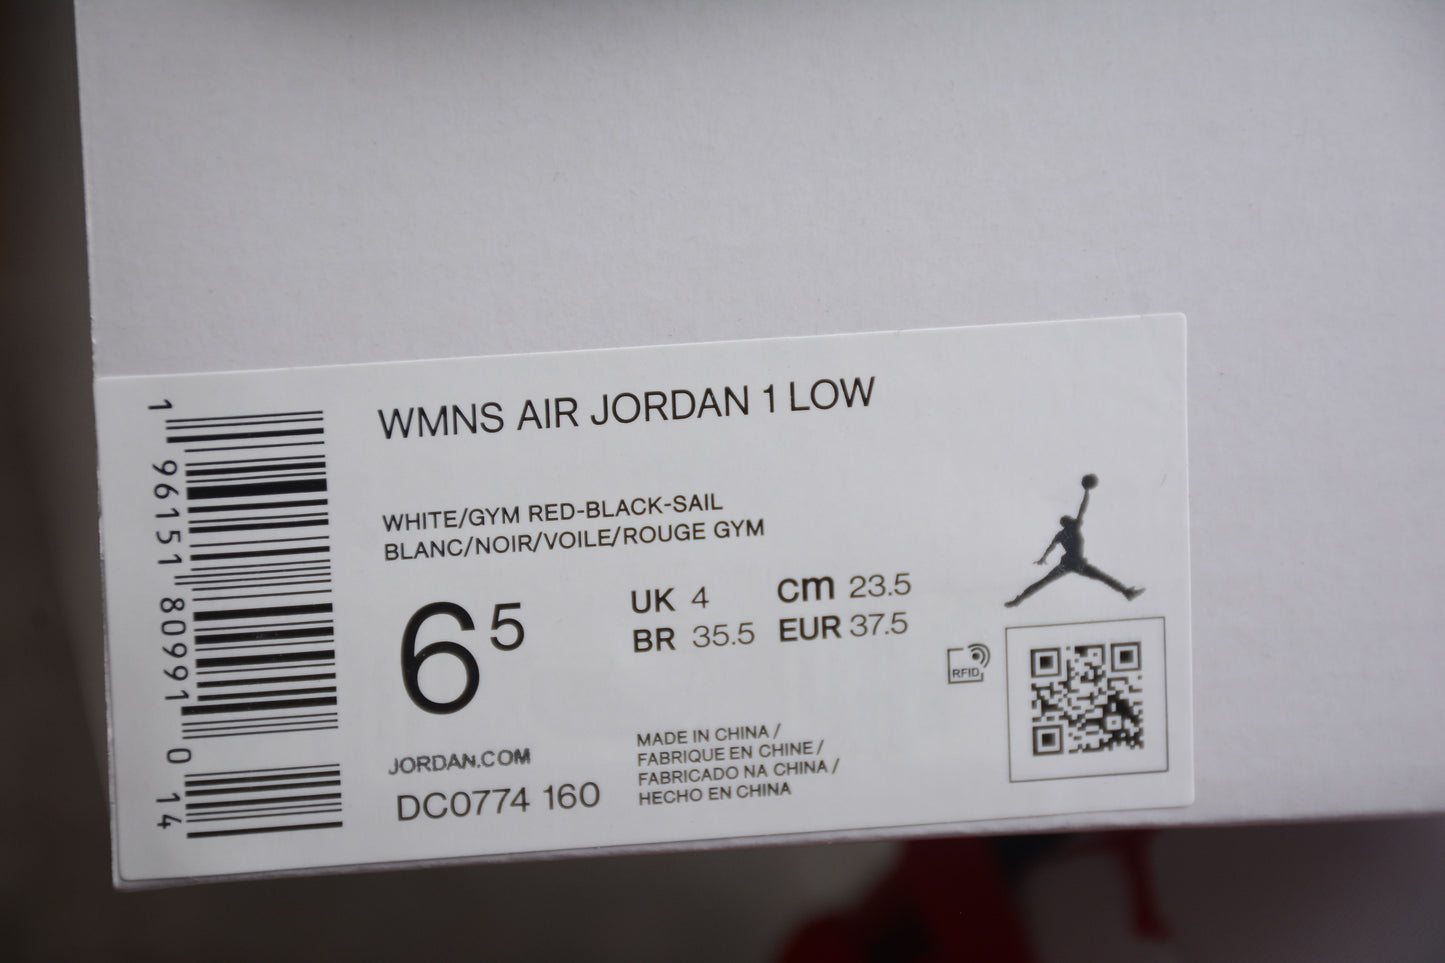 WMNS AIR JORDAN 1 LOW
WHITE/GYM RED-BLACK-SAIL
BLANC/NOIR/VOILE/ROUGE GYM
6 5
UK 4 cm 23.5
BR 35.5 EUR 37.5
RFID
JORDAN.COM
DC0774 160
MADE IN CHINA /
FABRIQUE EN CHINE /
FABRICADO NA CHINA /
HECHO EN CHINA
1 96151 80991 0 14